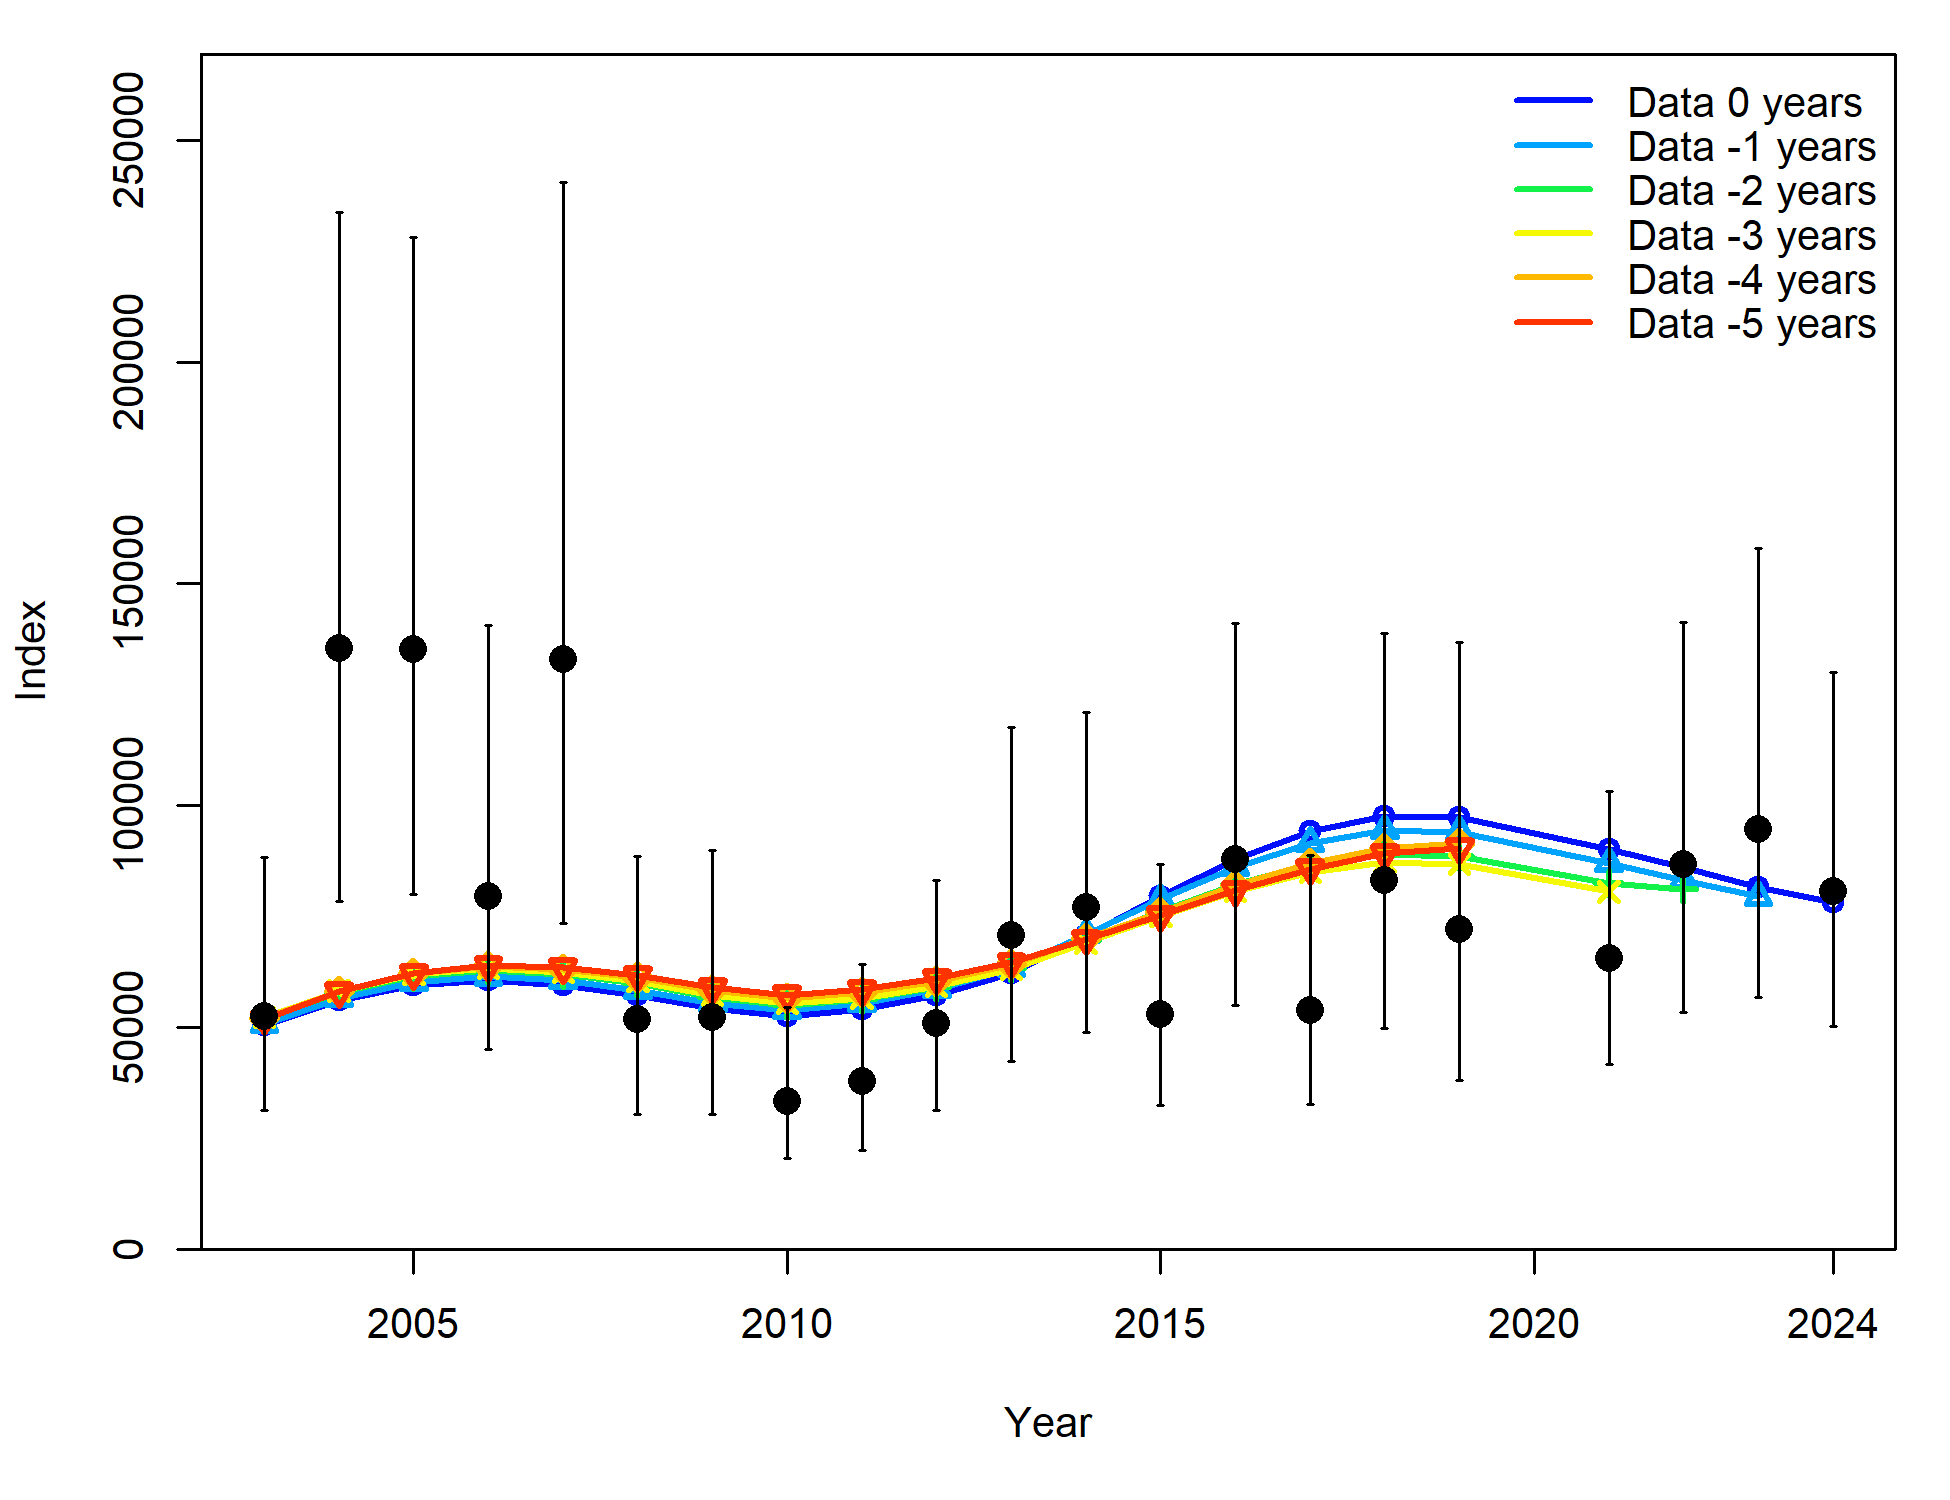 Data 0 years
Data -1 years
Data -2 years
Data -3 years
Data -4 years
Data -5 years
250000
200000
150000
100000
50000
0
Index
2005 2010 2015 2020 2024
Year